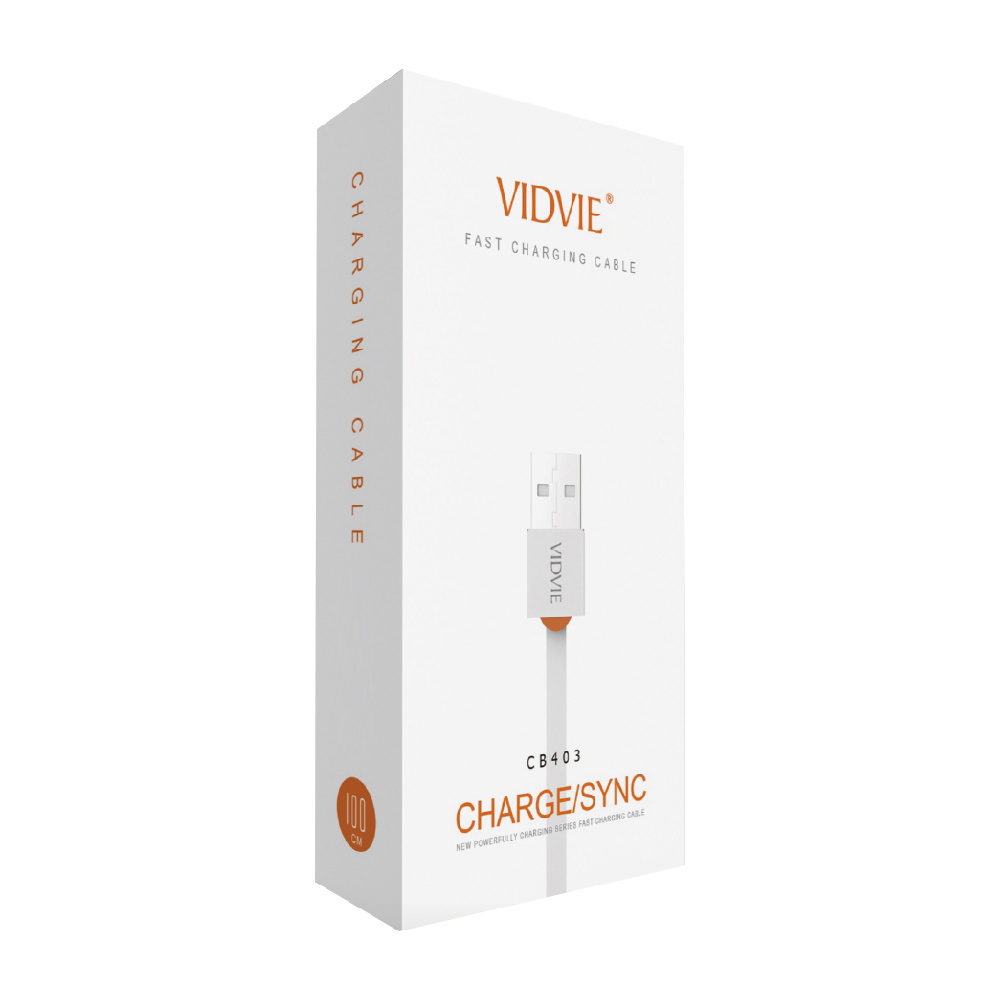 CHARGING CABLE
100
CM
VIDVIE®
FAST CHARGING CABLE
VIDVIE
CB403
CHARGE/SYNC
NEW POWERFULLY CHARGING SERIES FAST CHARGING CABLE